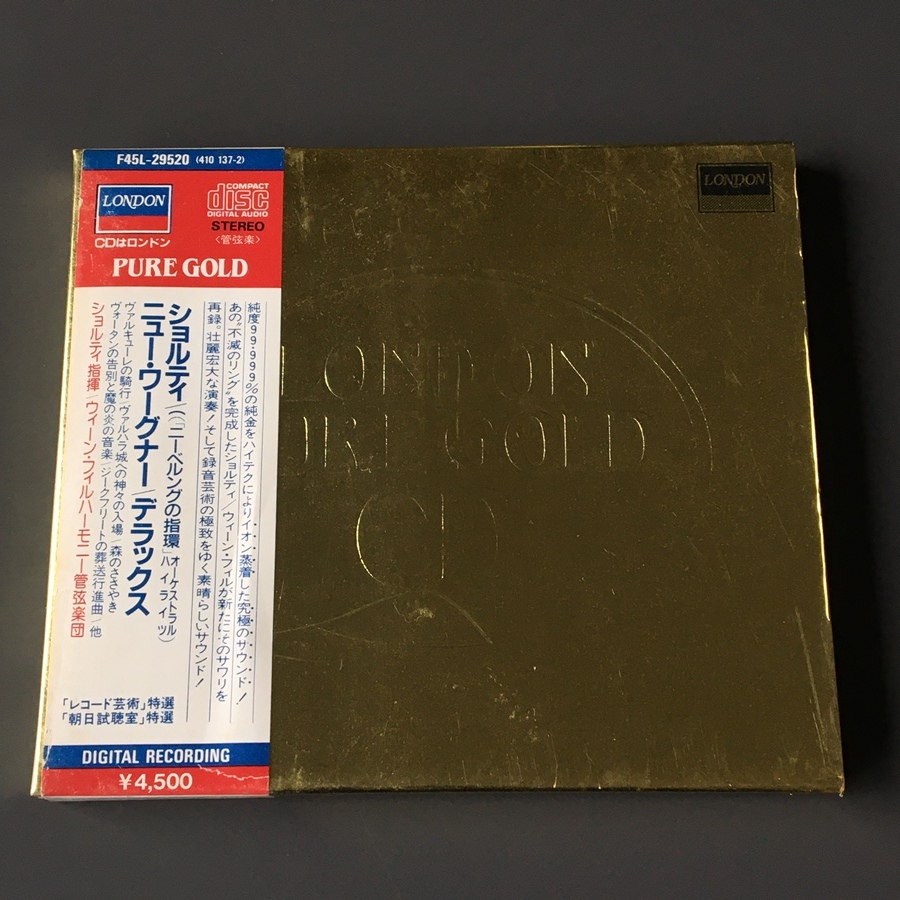 F45L-29520 (410 137-2)
LONDON
COMPACT
disc
DIGITAL AUDIO
STEREO
〈管弦楽〉
CDはロンドン
PURE GOLD
純度99・999%の純金をハイテクによりイオン蒸着した究極のサウンド!
あの“不滅のリング”を完成したショルティ/ウィーン・フィルが新たにそのサワリを
再録。壮麗宏大な演奏!そして録音芸術の極致をゆく素晴らしいサウンド!
ショルティ/(「ニーベルングの指環」オーケストラル ハイライツ)
ニュー・ワーグナー/デラックス
ヴァルキューレの騎行/ヴァルハラ城への神々の入場/森のささやき
ヴォータンの告別と魔の炎の音楽/ジークフリートの葬送行進曲/他
ショルティ指揮/ウィーン・フィルハーモニー管弦楽団
「レコード芸術」特選
「朝日試聴室」特選
DIGITAL RECORDING
¥4,500
LONDON
LONDON
URE GOLD
CD